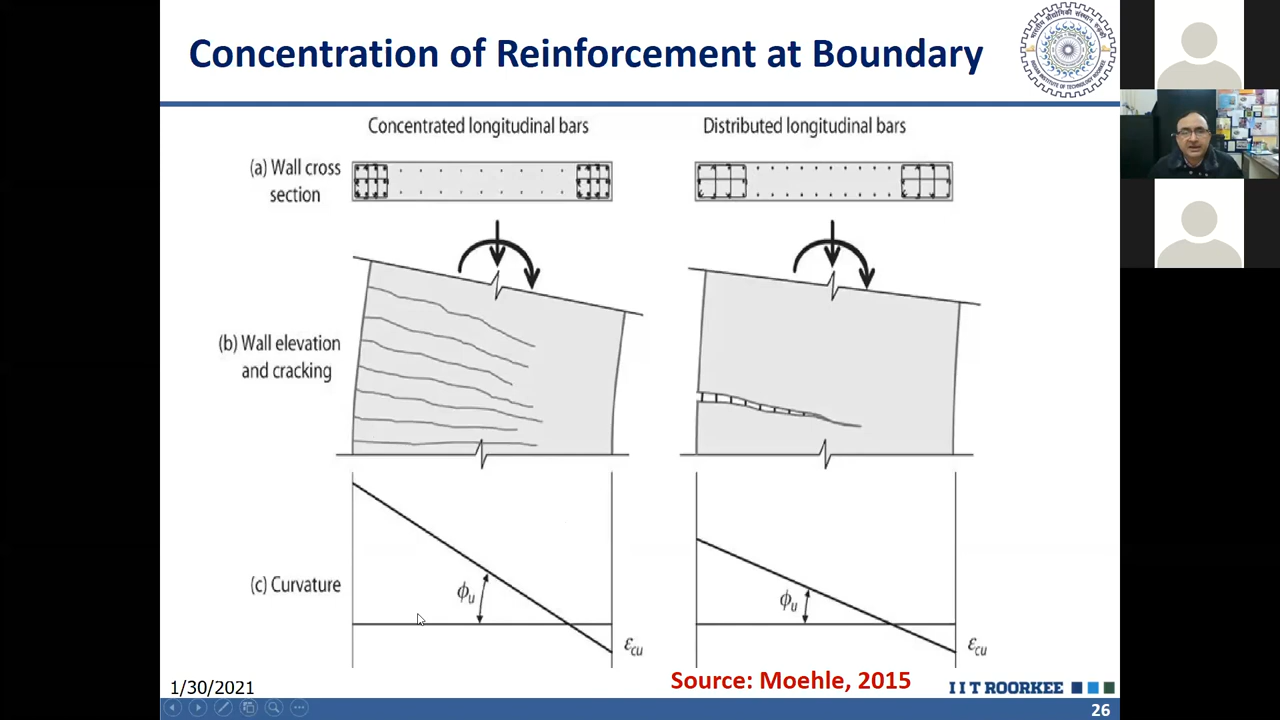 Concentration of Reinforcement at Boundary
Concentrated longitudinal bars
Distributed longitudinal bars
(a) Wall cross
section
(b) Wall elevation
and cracking
(c) Curvature
ϕu
εcu
ϕu
εcu
Source: Moehle, 2015
1/30/2021
I I T ROORKEE
26